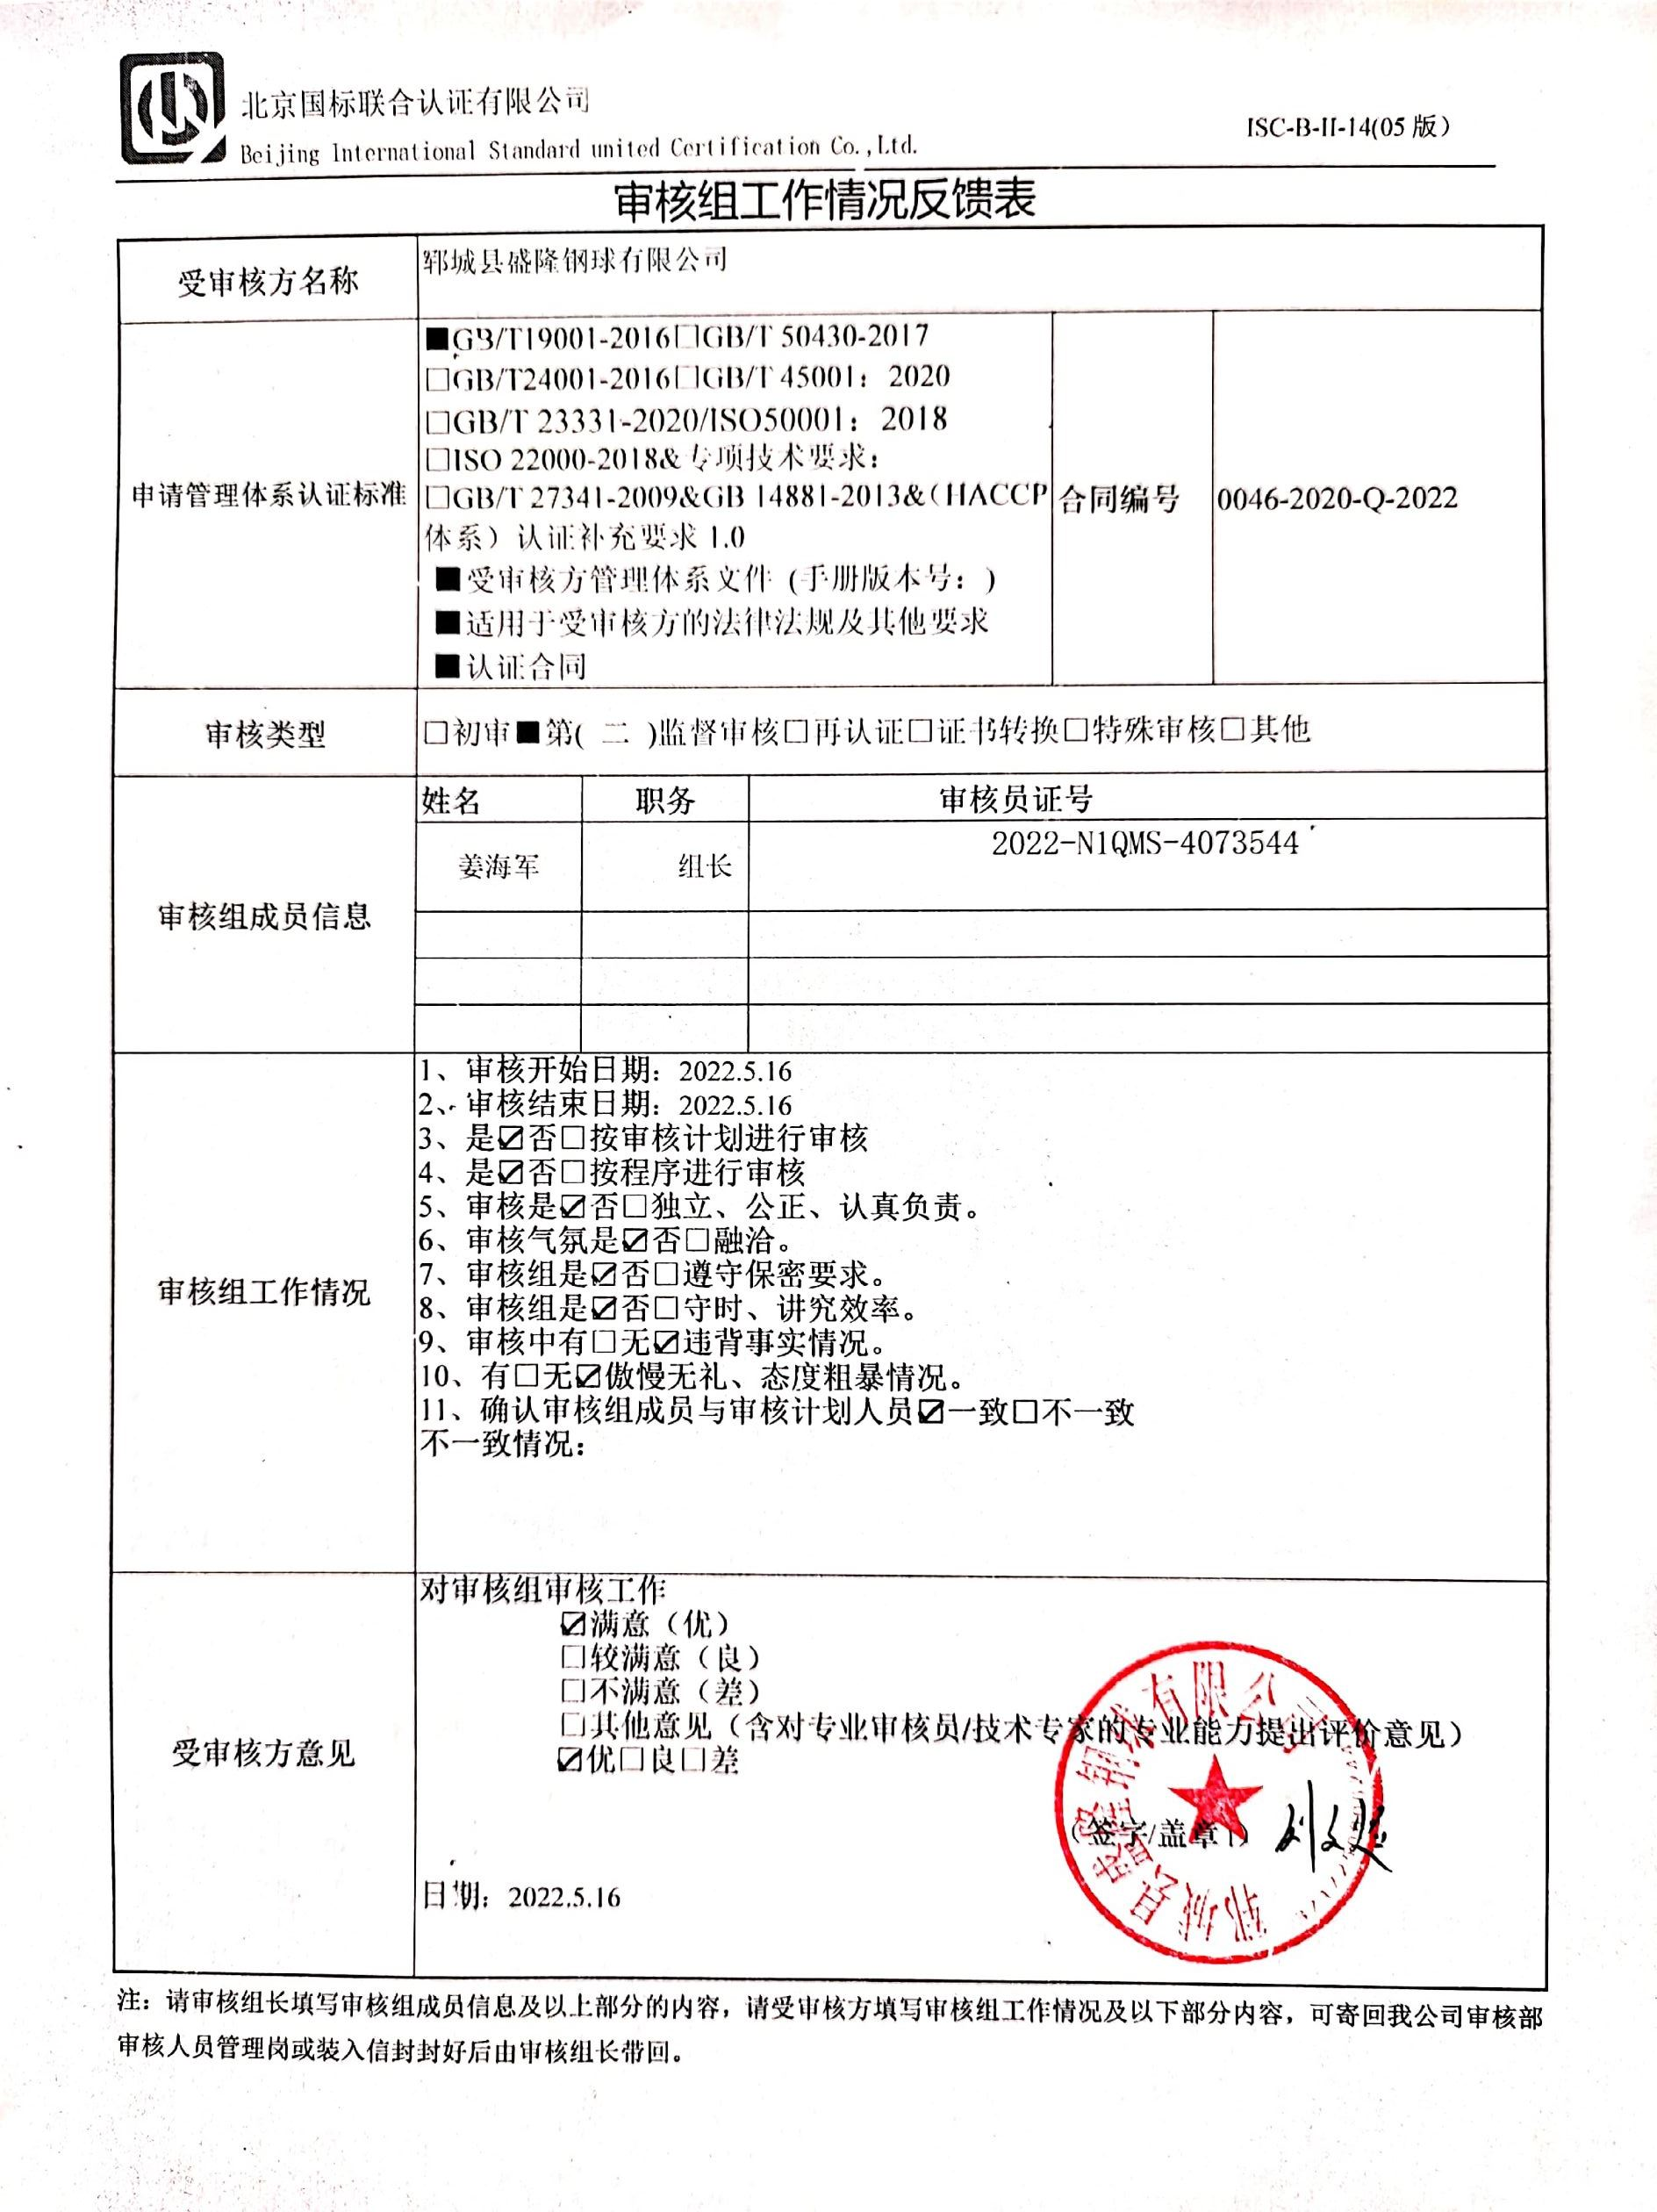 北京国标联合认证有限公司
Beijing International Standard united Certification Co.,Ltd.
ISC-B-II-14(05 版）
审核组工作情况反馈表
受审核方名称
郓城县盛隆钢球有限公司
申请管理体系认证标准
■GB/T19001-2016□GB/T 50430-2017
□GB/T24001-2016□GB/T 45001：2020
□GB/T 23331-2020/ISO50001：2018
□ISO 22000-2018&专项技术要求：
□GB/T 27341-2009&GB 14881-2013&（HACCP
体系）认证补充要求 1.0
■受审核方管理体系文件 (手册版本号：)
■适用于受审核方的法律法规及其他要求
■认证合同
合同编号
0046-2020-Q-2022
审核类型
□初审■第( 二 )监督审核□再认证□证书转换□特殊审核□其他
审核组成员信息
姓名 职务 审核员证号
姜海军 组长 2022-N1QMS-4073544
审核组工作情况
1、审核开始日期：2022.5.16
2、审核结束日期：2022.5.16
3、是☑否□按审核计划进行审核
4、是☑否□按程序进行审核
5、审核是☑否□独立、公正、认真负责。
6、审核气氛是☑否□融洽。
7、审核组是☑否□遵守保密要求。
8、审核组是☑否□守时、讲究效率。
9、审核中有□无☑违背事实情况。
10、有□无☑傲慢无礼、态度粗暴情况。
11、确认审核组成员与审核计划人员☑一致□不一致
不一致情况：
受审核方意见
对审核组审核工作
☑满意（优）
□较满意（良）
□不满意（差）
□其他意见（含对专业审核员/技术专家的专业能力提出评价意见）
☑优□良□差
（签字/盖章）
郓城县盛隆钢球有限公司
日期：2022.5.16
注：请审核组长填写审核组成员信息及以上部分的内容，请受审核方填写审核组工作情况及以下部分内容，可寄回我公司审核部
审核人员管理岗或装入信封封好后由审核组长带回。